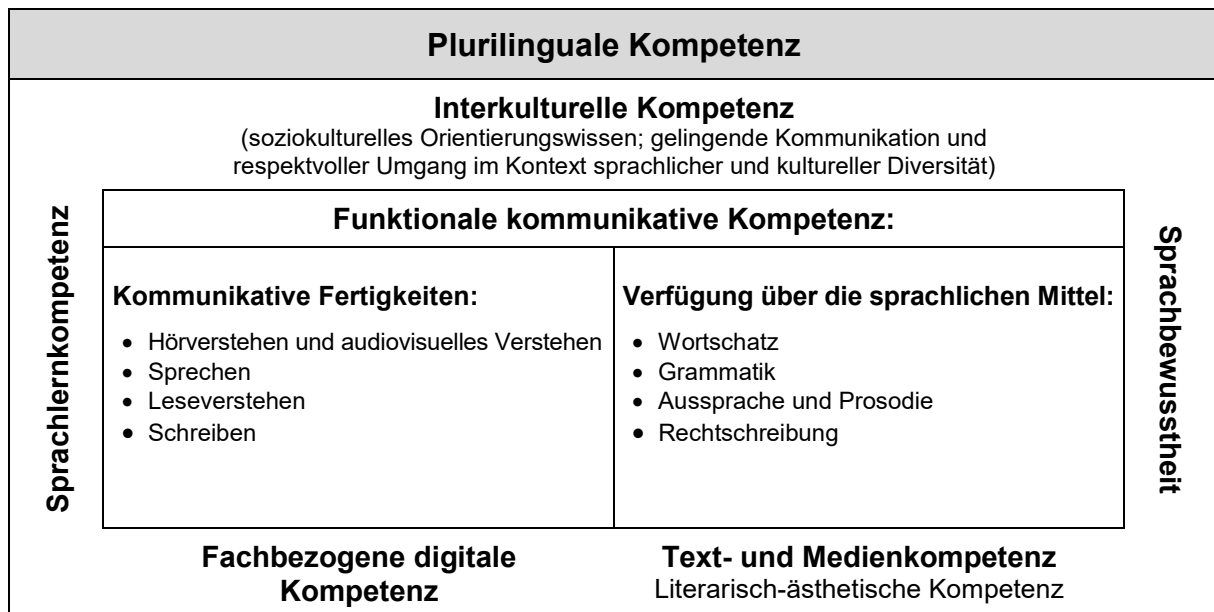 Plurilinguale Kompetenz
Interkulturelle Kompetenz
(soziokulturelles Orientierungswissen; gelingende Kommunikation und
respektvoller Umgang im Kontext sprachlicher und kultureller Diversität)
Sprachlernkompetenz
Funktionale kommunikative Kompetenz:
Kommunikative Fertigkeiten:
• Hörverstehen und audiovisuelles Verstehen
• Sprechen
• Leseverstehen
• Schreiben
Verfügung über die sprachlichen Mittel:
• Wortschatz
• Grammatik
• Aussprache und Prosodie
• Rechtschreibung
Sprachbewusstheit
Fachbezogene digitale
Kompetenz
Text- und Medienkompetenz
Literarisch-ästhetische Kompetenz